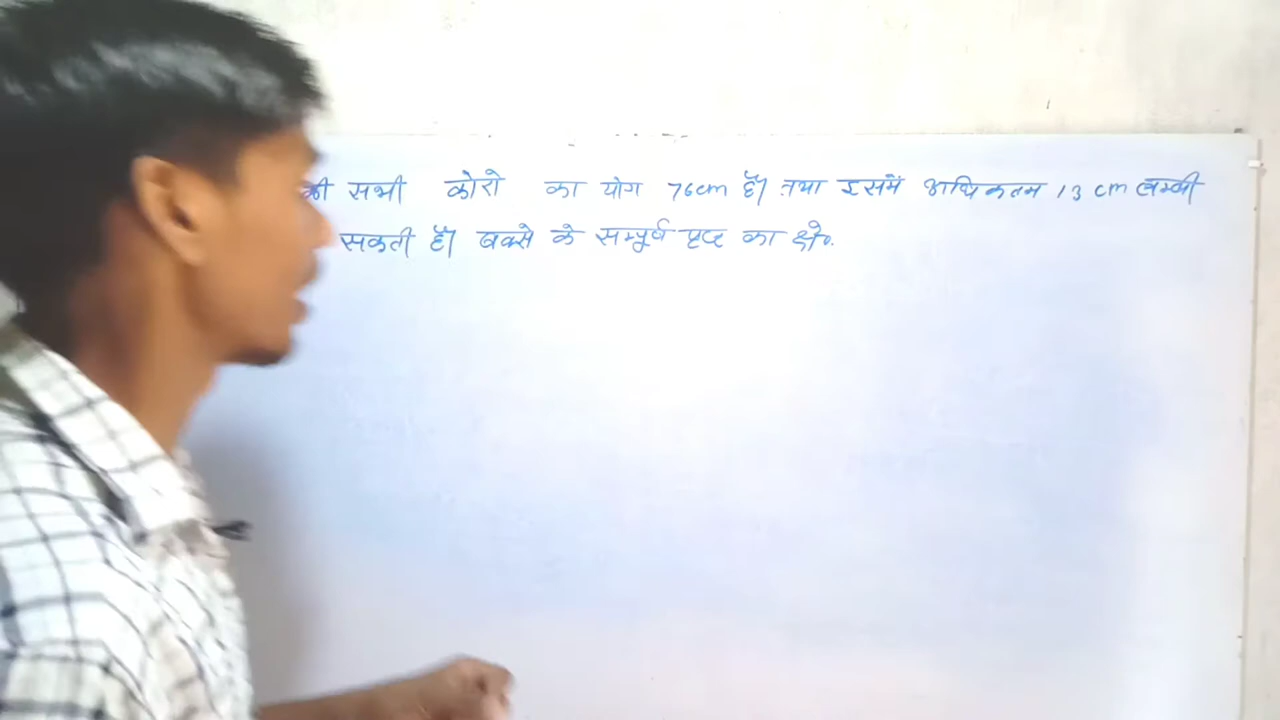 की सभी कोरो का योग 76cm है। तथा इसमें अधिकतम 13 cm लम्बी
सकती है। बक्से के सम्पूर्ण पृष्ठ का क्षे०.